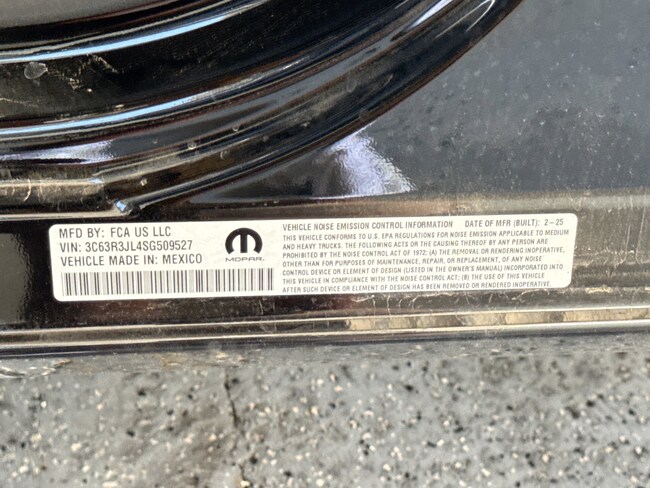 MFD BY: FCA US LLC
VIN: 3C63R3JL4SG509527
VEHICLE MADE IN: MEXICO
MOPAR.
VEHICLE NOISE EMISSION CONTROL INFORMATION DATE OF MFR (BUILT): 2-25
THIS VEHICLE CONFORMS TO U.S. EPA REGULATIONS FOR NOISE EMISSION APPLICABLE TO MEDIUM
AND HEAVY TRUCKS. THE FOLLOWING ACTS OR THE CAUSING THEREOF BY ANY PERSON ARE
PROHIBITED BY THE NOISE CONTROL ACT OF 1972: (A) THE REMOVAL OR RENDERING INOPERATIVE,
OTHER THAN FOR PURPOSES OF MAINTENANCE, REPAIR, OR REPLACEMENT, OF ANY NOISE
CONTROL DEVICE OR ELEMENT OF DESIGN (LISTED IN THE OWNER'S MANUAL) INCORPORATED INTO
THIS VEHICLE IN COMPLIANCE WITH THE NOISE CONTROL ACT; (B) THE USE OF THIS VEHICLE
AFTER SUCH DEVICE OR ELEMENT OF DESIGN HAS BEEN REMOVED OR RENDERED INOPERATIVE.